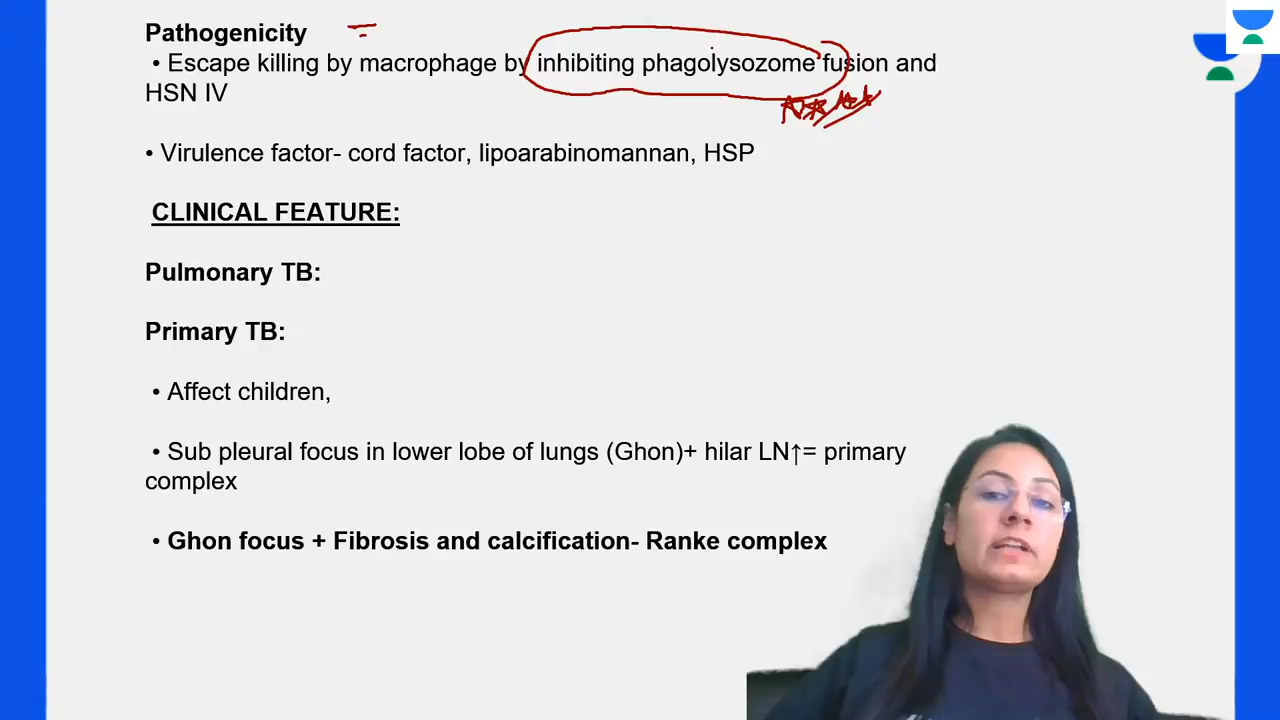 Pathogenicity
• Escape killing by macrophage by inhibiting phagolysozome fusion and
HSN IV
• Virulence factor- cord factor, lipoarabinomannan, HSP
CLINICAL FEATURE:
Pulmonary TB:
Primary TB:
• Affect children,
• Sub pleural focus in lower lobe of lungs (Ghon)+ hilar LN↑= primary
complex
• Ghon focus + Fibrosis and calcification- Ranke complex